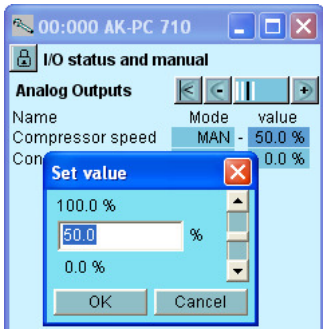 00:000 AK-PC 710
I/O status and manual
Analog Outputs
Name Mode value
Compressor speed MAN - 50.0 %
Con 0.0 %
Set value
100.0 %
50.0 %
0.0 %
OK Cancel